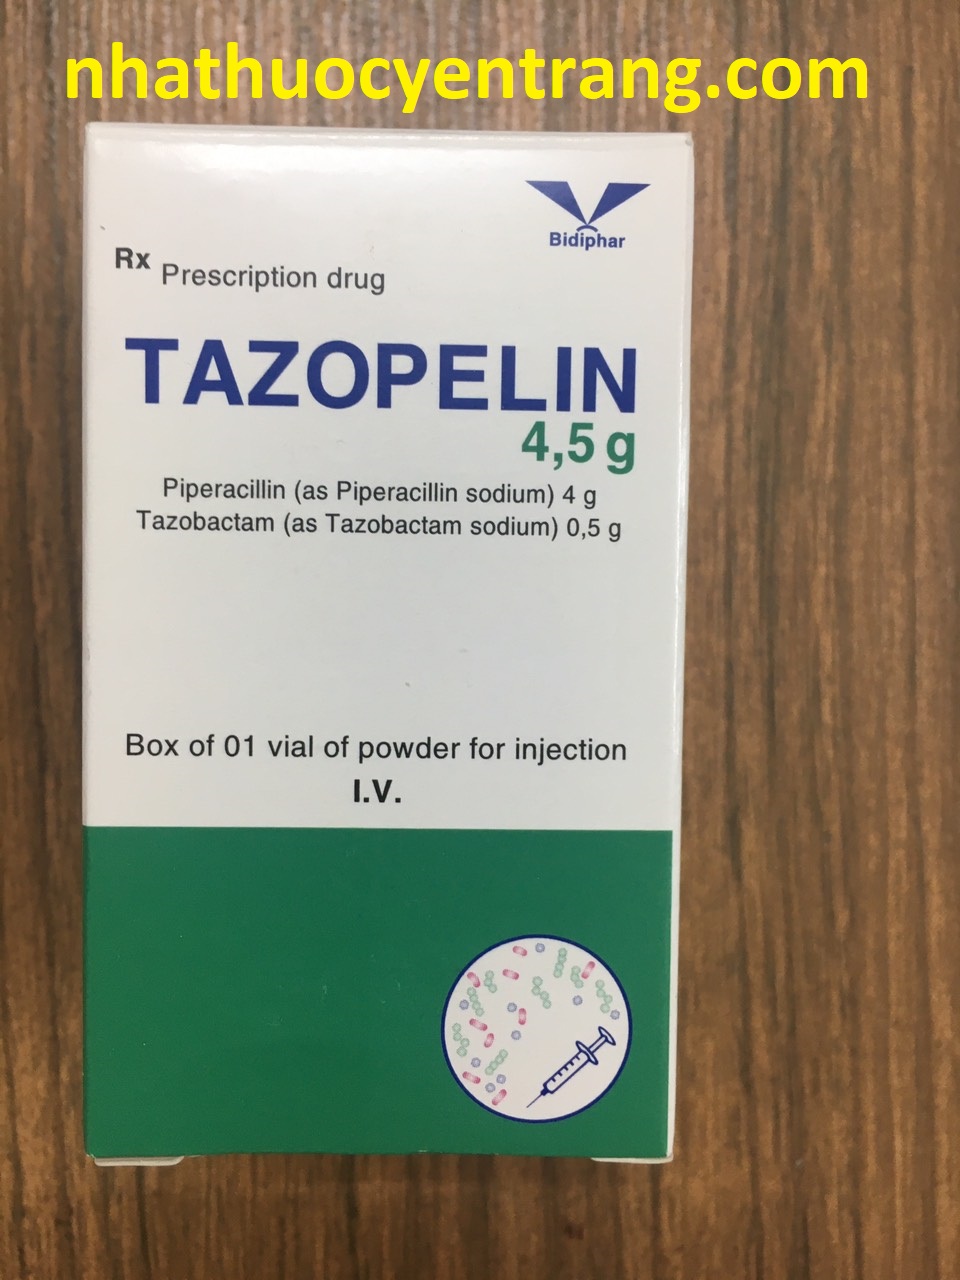 nhathuocyentrang.com
Bidiphar
Rx Prescription drug
TAZOPELIN
4,5 g
Piperacillin (as Piperacillin sodium) 4 g
Tazobactam (as Tazobactam sodium) 0,5 g
Box of 01 vial of powder for injection
I.V.